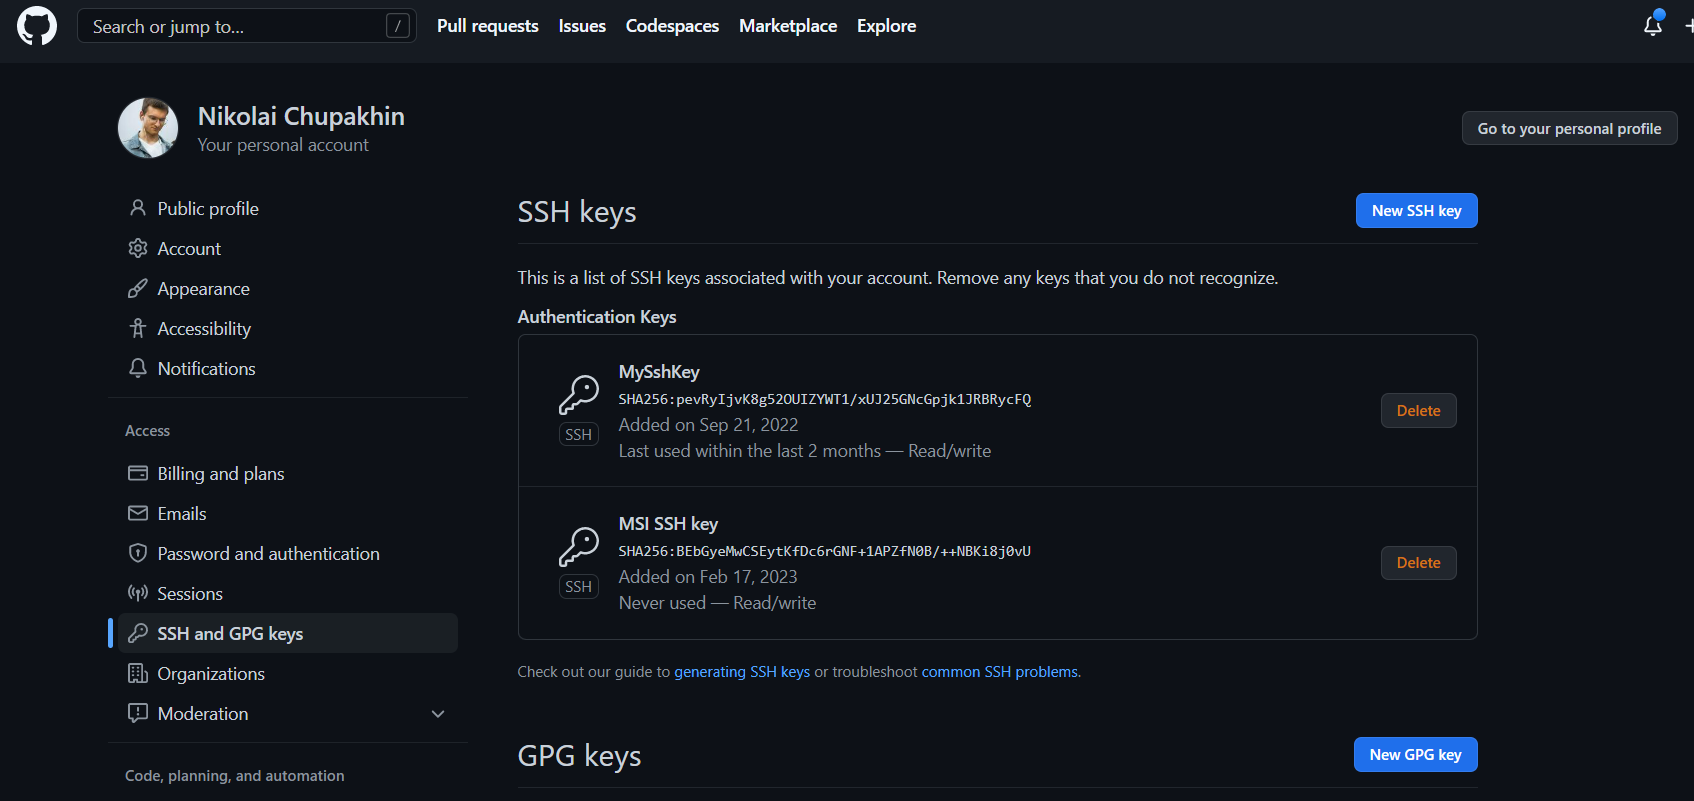 Search or jump to... /
Pull requests Issues Codespaces Marketplace Explore
Nikolai Chupakhin
Your personal account
Go to your personal profile
Public profile
Account
Appearance
Accessibility
Notifications
Access
Billing and plans
Emails
Password and authentication
Sessions
SSH and GPG keys
Organizations
Moderation
Code, planning, and automation
SSH keys
New SSH key
This is a list of SSH keys associated with your account. Remove any keys that you do not recognize.
Authentication Keys
MySshKey
SHA256:pevRyIjvK8g52OUIZYWT1/xUJ25GNcGpjk1JRBRycFQ
Added on Sep 21, 2022
Last used within the last 2 months — Read/write
SSH
Delete
MSI SSH key
SHA256:BEbGyeMwCSEytKfDc6rGNF+1APZfN0B/++NBKi8j0vU
Added on Feb 17, 2023
Never used — Read/write
SSH
Delete
Check out our guide to generating SSH keys or troubleshoot common SSH problems.
GPG keys
New GPG key